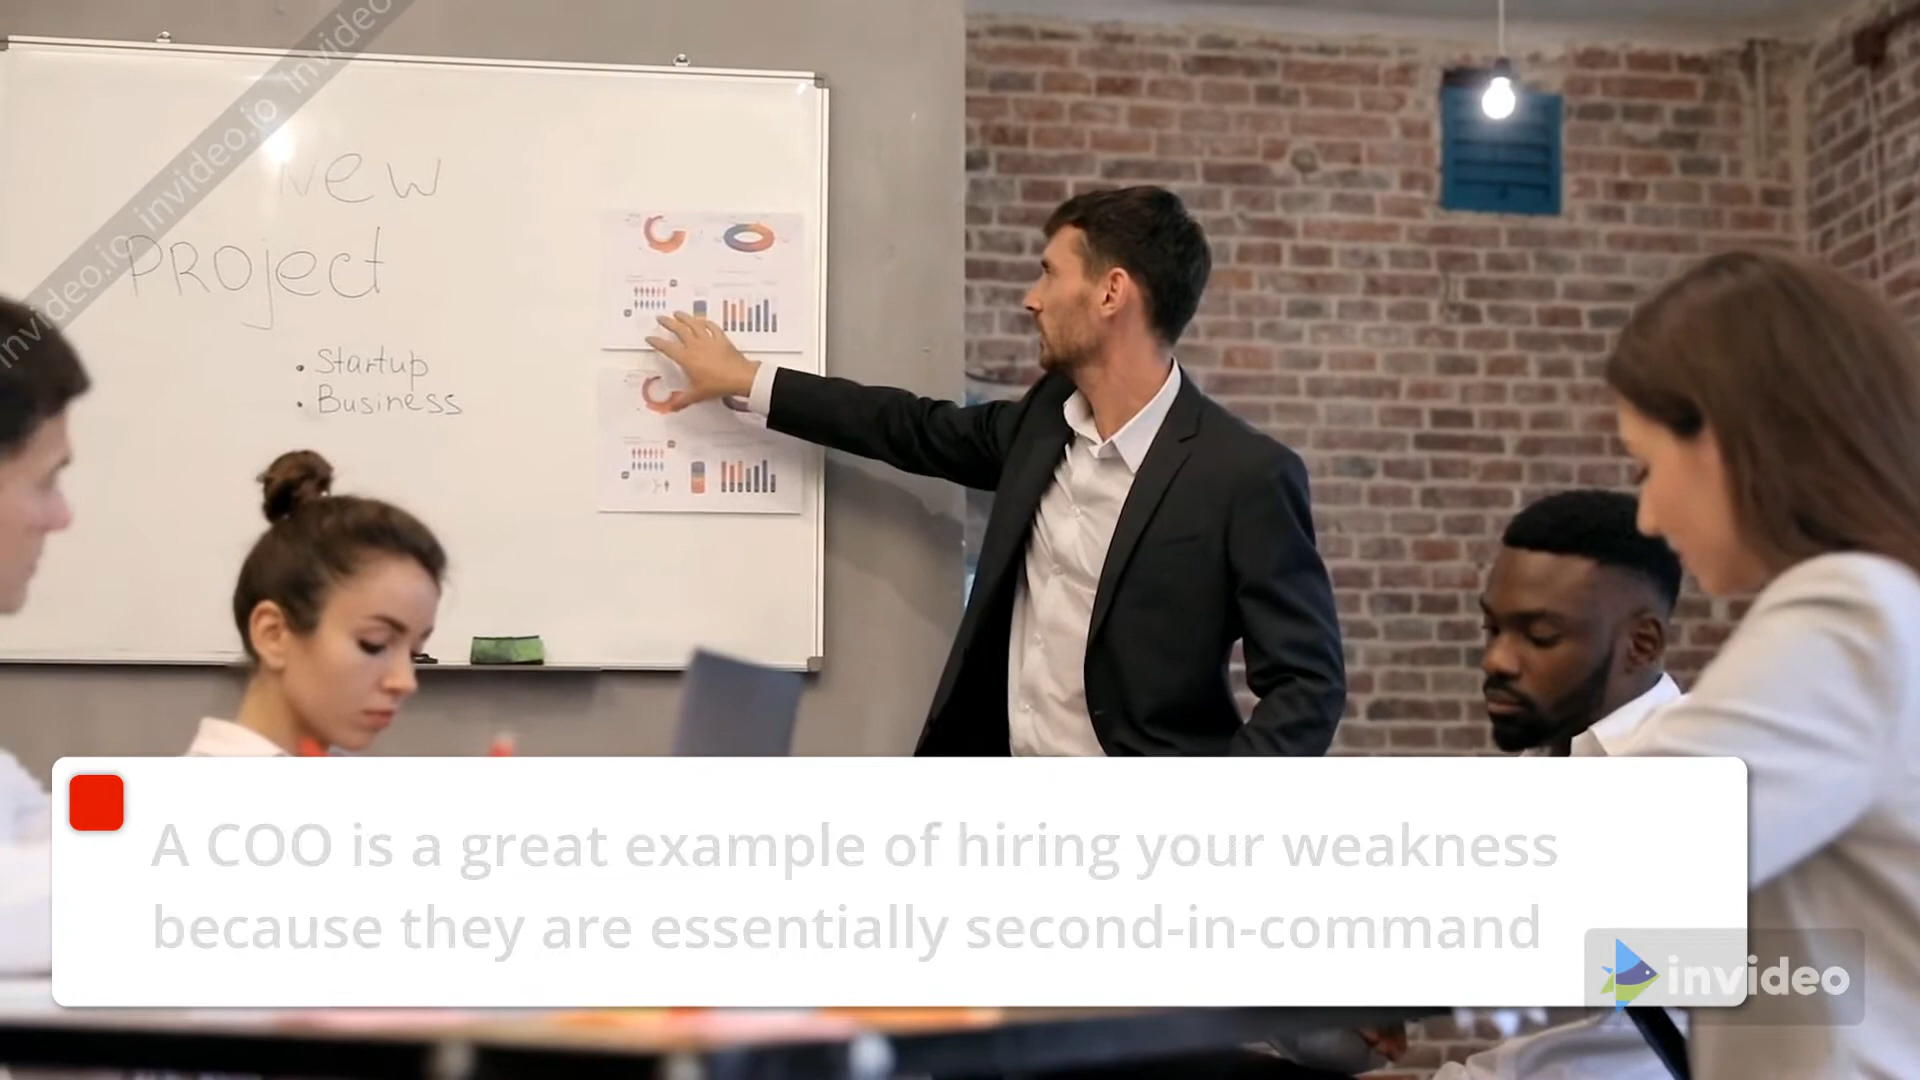 invideo.io invideo.io invideo.io
New
PROject
• Startup
• Business
A COO is a great example of hiring your weakness
because they are essentially second-in-command
invideo